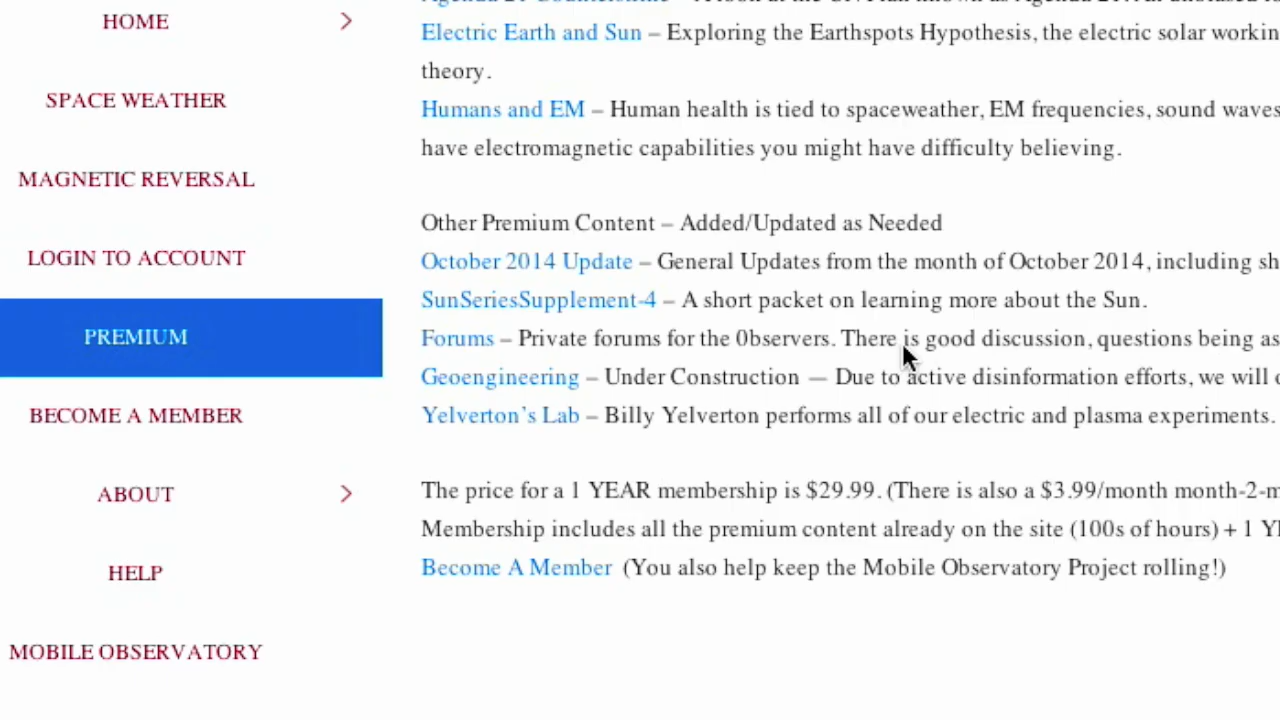 HOME
SPACE WEATHER
MAGNETIC REVERSAL
LOGIN TO ACCOUNT
PREMIUM
BECOME A MEMBER
ABOUT
HELP
MOBILE OBSERVATORY
Electric Earth and Sun – Exploring the Earthspots Hypothesis, the electric solar workin
theory.
Humans and EM – Human health is tied to spaceweather, EM frequencies, sound waves
have electromagnetic capabilities you might have difficulty believing.
Other Premium Content – Added/Updated as Needed
October 2014 Update – General Updates from the month of October 2014, including sh
SunSeriesSupplement-4 – A short packet on learning more about the Sun.
Forums – Private forums for the 0bservers. There is good discussion, questions being as
Geoengineering – Under Construction — Due to active disinformation efforts, we will
Yelverton's Lab – Billy Yelverton performs all of our electric and plasma experiments.
The price for a 1 YEAR membership is $29.99. (There is also a $3.99/month month-2-m
Membership includes all the premium content already on the site (100s of hours) + 1 Y
Become A Member (You also help keep the Mobile Observatory Project rolling!)